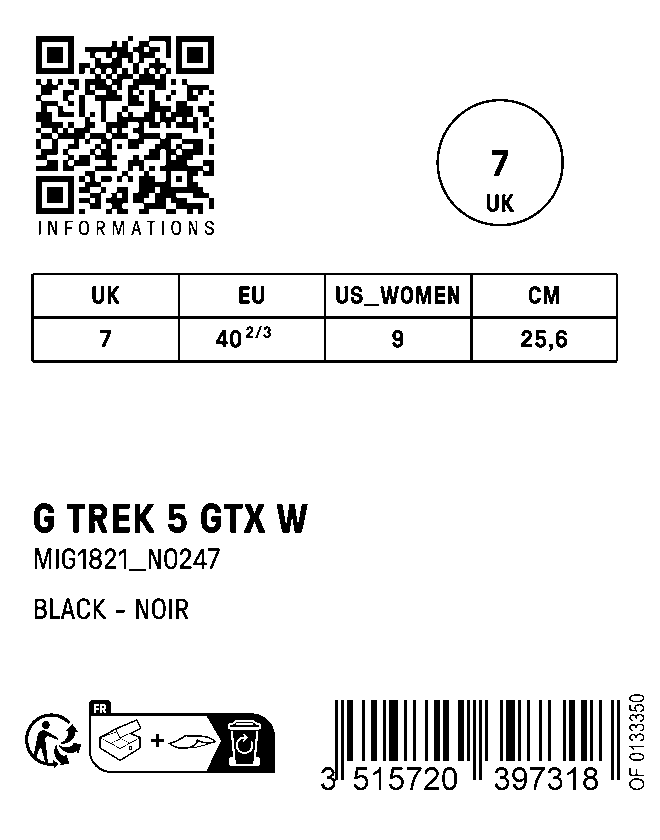 INFORMATIONS
7
UK
UK EU US_WOMEN CM
7 40 2/3 9 25,6
G TREK 5 GTX W
MIG1821_N0247
BLACK - NOIR
FR
+
3 515720 397318
OF 0133350